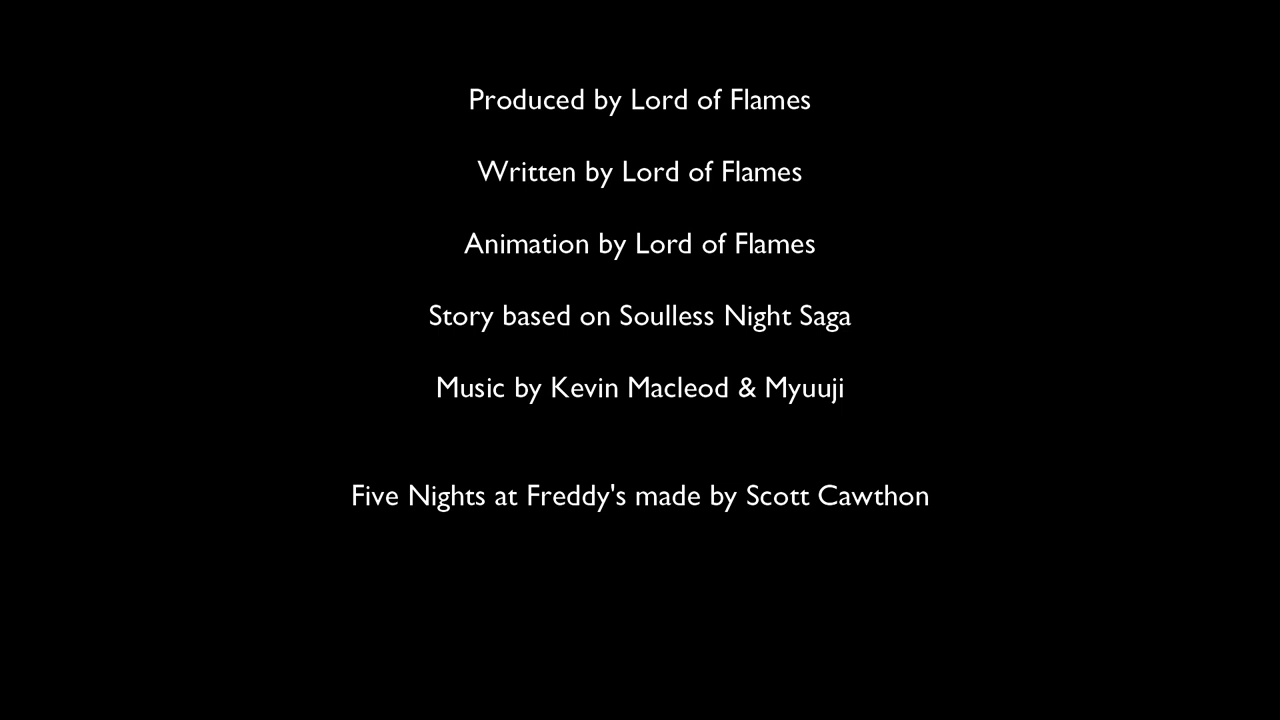 Produced by Lord of Flames
Written by Lord of Flames
Animation by Lord of Flames
Story based on Soulless Night Saga
Music by Kevin Macleod & Myuuji
Five Nights at Freddy's made by Scott Cawthon